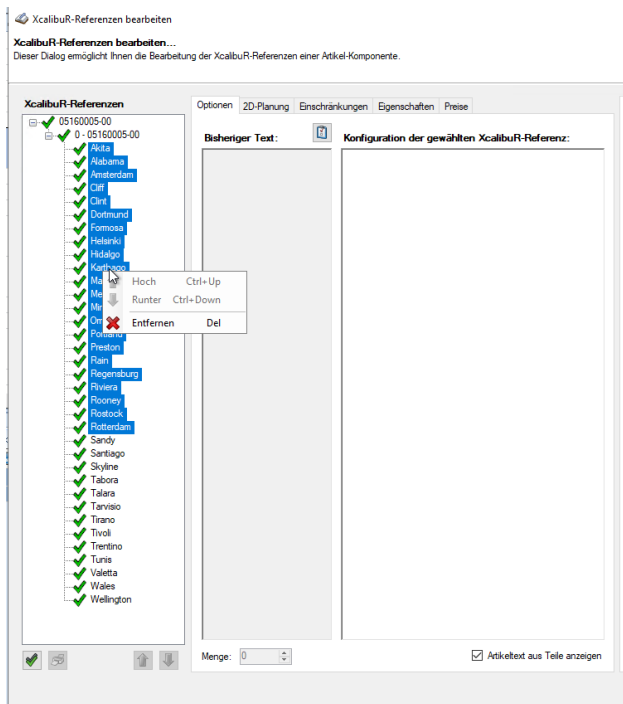 XcalibuR-Referenzen bearbeiten
XcalibuR-Referenzen bearbeiten...
Dieser Dialog ermöglicht Ihnen die Bearbeitung der XcalibuR-Referenzen einer Artikel-Komponente.
XcalibuR-Referenzen
Optionen 2D-Planung Einschränkungen Eigenschaften Preise
05160005-00
0 - 05160005-00
Bisheriger Text: Konfiguration der gewählten XcalibuR-Referenz:
Akita
Alabama
Amsterdam
Cliff
Clint
Dortmund
Formosa
Helsinki
Hidalgo
Karthago
Hoch Ctrl+Up
Runter Ctrl+Down
Entfernen Del
Portland
Preston
Rain
Regensburg
Riviera
Rooney
Rostock
Rotterdam
Sandy
Santiago
Skyline
Tabora
Talara
Tarvisio
Tirano
Tivoli
Trentino
Tunis
Valetta
Wales
Wellington
Menge: 0 Artikeltext aus Teile anzeigen